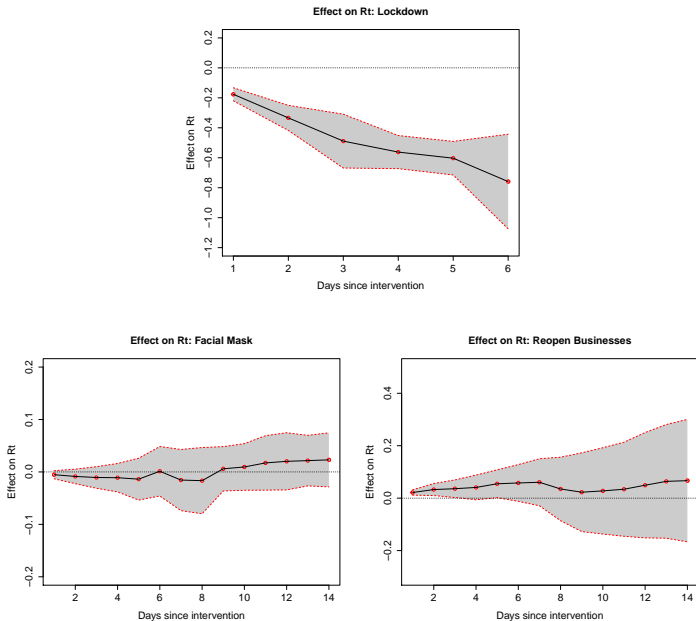 Effect on Rt: Lockdown
Effect on Rt
0.2
0.0
−0.2
−0.4
−0.6
−0.8
−1.0
−1.2
1 2 3 4 5 6
Days since intervention
Effect on Rt: Facial Mask
Effect on Rt
0.2
0.1
0.0
−0.1
−0.2
2 4 6 8 10 12 14
Days since intervention
Effect on Rt: Reopen Businesses
Effect on Rt
0.4
0.2
0.0
−0.2
2 4 6 8 10 12 14
Days since intervention